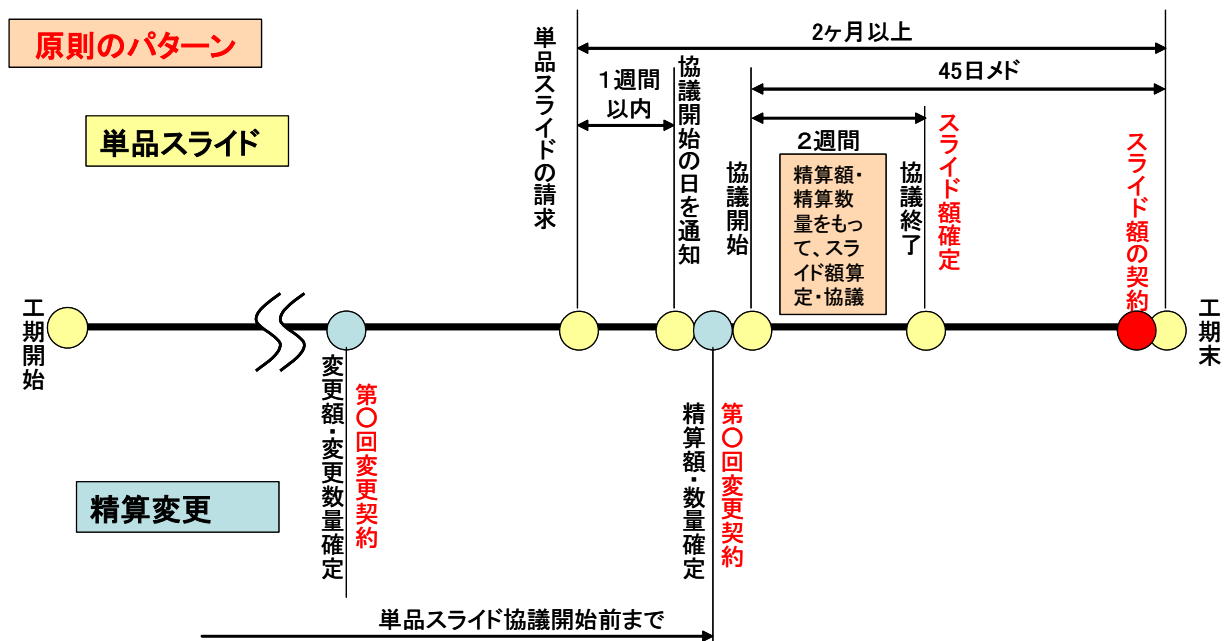 原則のパターン
単品スライド
単品スライドの請求
2ヶ月以上
1週間
以内
協議開始の日を通知
45日メド
協議開始
2週間
精算額・
精算数
量をもっ
て、スラ
イド額算
定・協議
協議終了
スライド額確定
スライド額の契約
工期開始
工期末
変更額・変更数量確定
第〇回変更契約
精算額・数量確定
第〇回変更契約
精算変更
単品スライド協議開始前まで